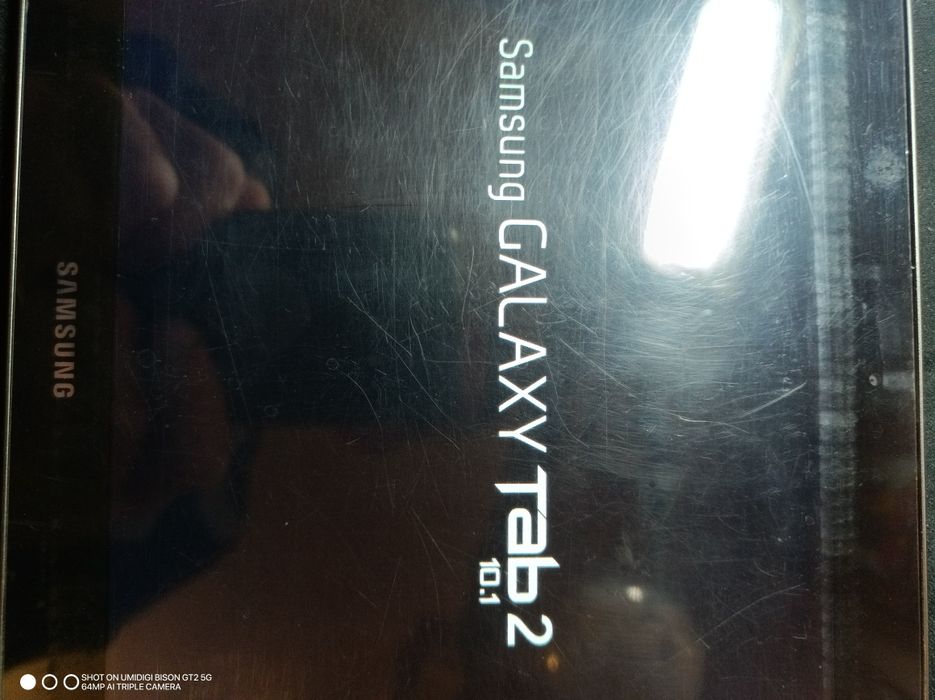 Samsung GALAXY Tab 2
10.1
SAMSUNG
SHOT ON UMIDIGI BISON GT2 5G
64MP AI TRIPLE CAMERA